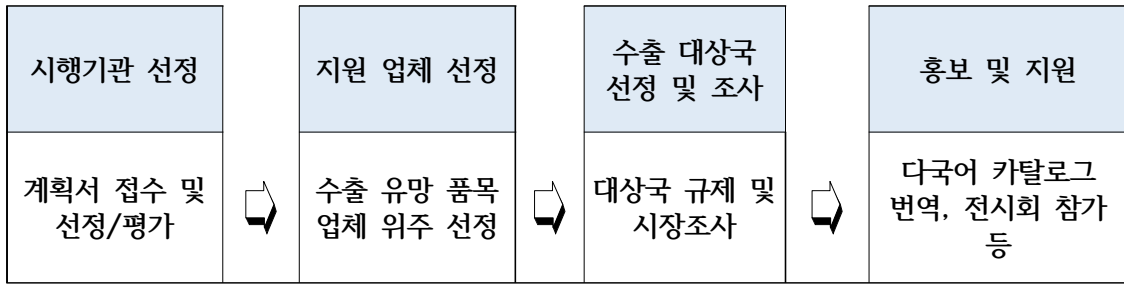 시행기관 선정
지원 업체 선정
수출 대상국
선정 및 조사
홍보 및 지원
계획서 접수 및
선정/평가
수출 유망 품목
업체 위주 선정
대상국 규제 및
시장조사
다국어 카탈로그
번역, 전시회 참가
등